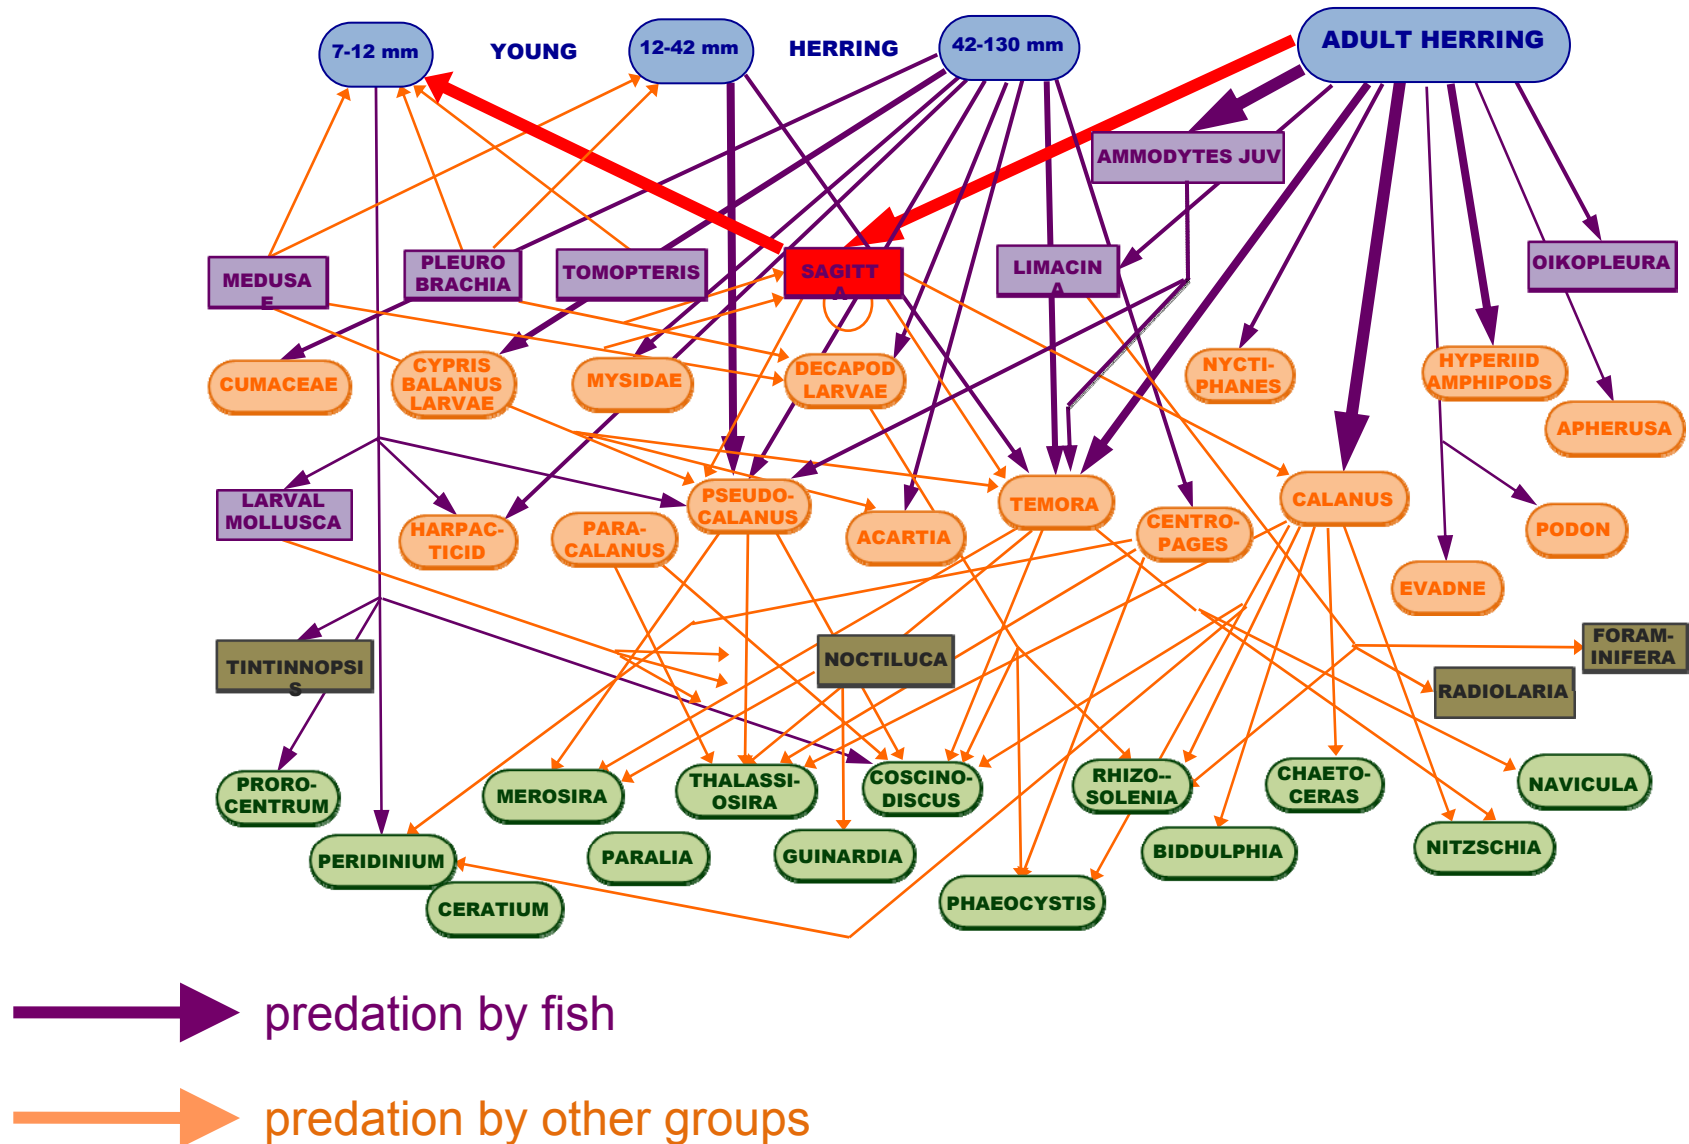 7-12 mm
YOUNG
12-42 mm
HERRING
42-130 mm
ADULT HERRING
AMMODYTES JUV
MEDUSA
E
PLEURO
BRACHIA
TOMOPTERIS
SAGITT
A
LIMACIN
A
OIKOPLEURA
CUMACEAE
CYPRIS
BALANUS
LARVAE
MYSIDAE
DECAPOD
LARVAE
NYCTI-
PHANES
HYPERIID
AMPHIPODS
APHERUSA
LARVAL
MOLLUSCA
HARPAC-
TICID
PARA-
CALANUS
PSEUDO-
CALANUS
ACARTIA
TEMORA
CENTRO-
PAGES
CALANUS
PODON
EVADNE
TINTINNOPSI
S
NOCTILUCA
FORAM-
INIFERA
RADIOLARIA
PRORO-
CENTRUM
MEROSIRA
THALASSI-
OSIRA
COSCINO-
DISCUS
RHIZO--
SOLENIA
CHAETO-
CERAS
NAVICULA
PERIDINIUM
PARALIA
GUINARDIA
BIDDULPHIA
NITZSCHIA
CERATIUM
PHAEOCYSTIS
predation by fish
predation by other groups